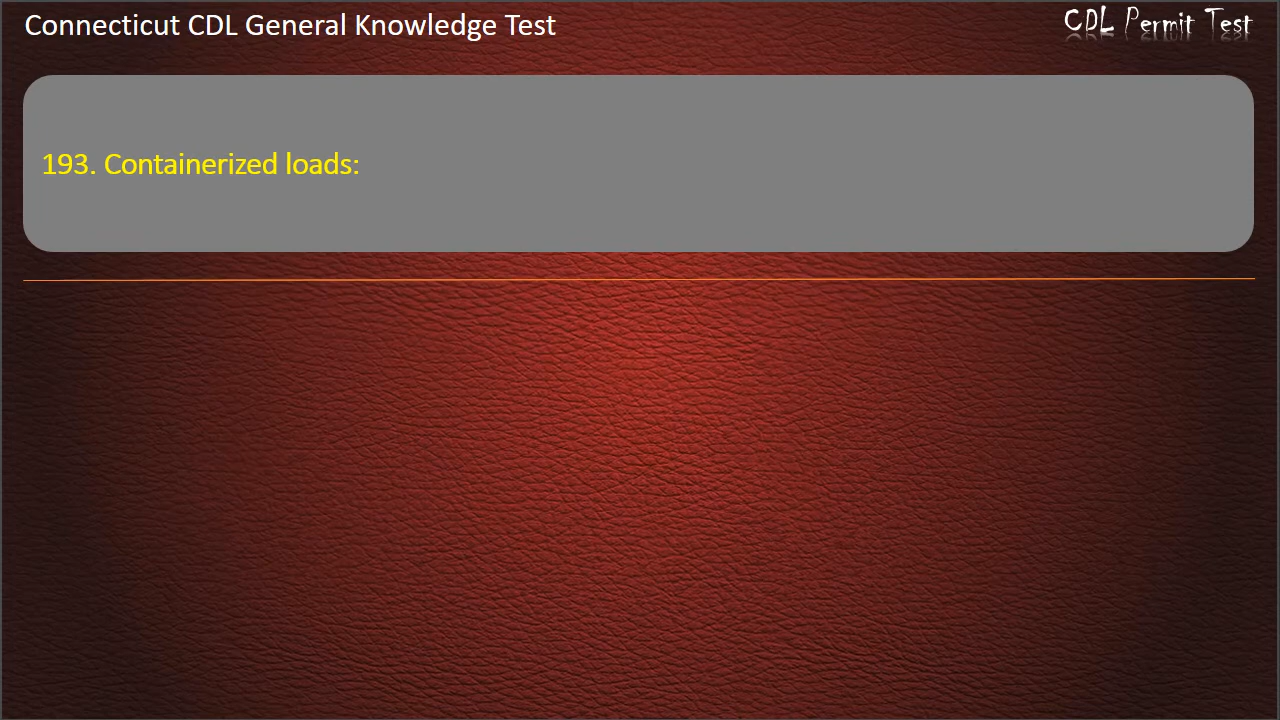 Connecticut CDL General Knowledge Test
CDL Permit Test
193. Containerized loads: